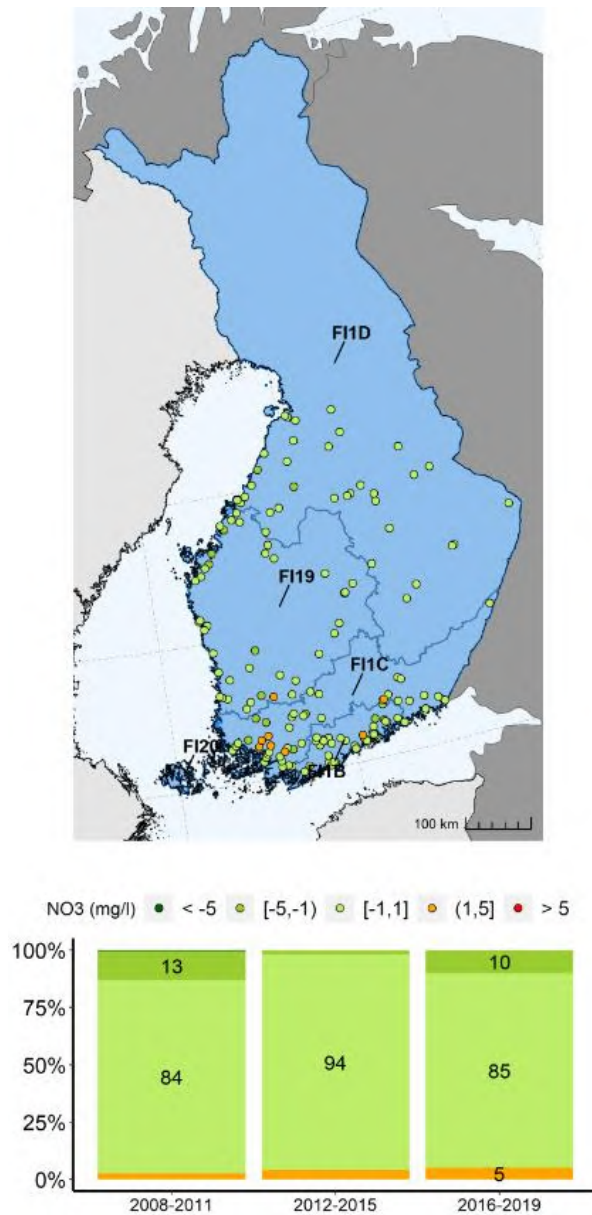 FI1D
FI19
FI1C
FI20
FI1B
100 km
NO3 (mg/l) < -5 [-5,-1) [-1,1] (1,5] > 5
100%
13
10
75%
84
94
85
50%
25%
5
0%
2008-2011 2012-2015 2016-2019